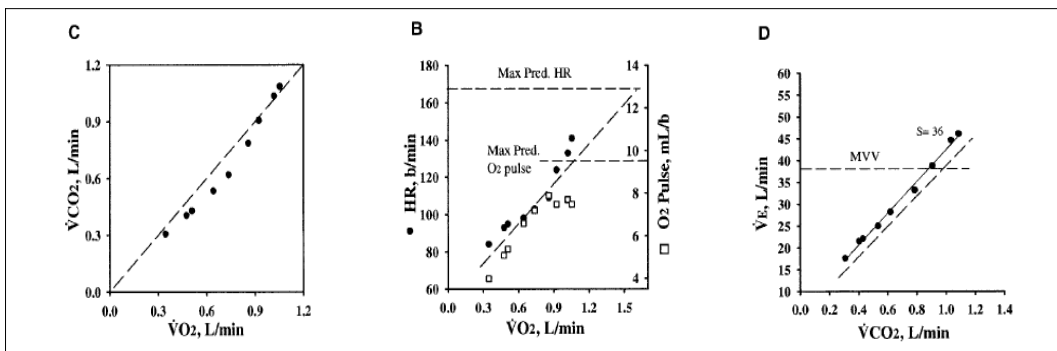 C
1.2
0.9
0.6
0.3
0.0
V̇CO2, L/min
0.0 0.3 0.6 0.9 1.2
V̇O2, L/min
B
180
160
140
120
100
80
60
HR, b/min
Max Pred. HR
Max Pred.
O2 pulse
14
12
10
8
6
4
O2 Pulse, mL/b
0.0 0.3 0.6 0.9 1.2 1.5
V̇O2, L/min
D
60
55
50
45
40
35
30
25
20
15
10
V̇E, L/min
S= 36
MVV
0.0 0.2 0.4 0.6 0.8 1.0 1.2 1.4
V̇CO2, L/min